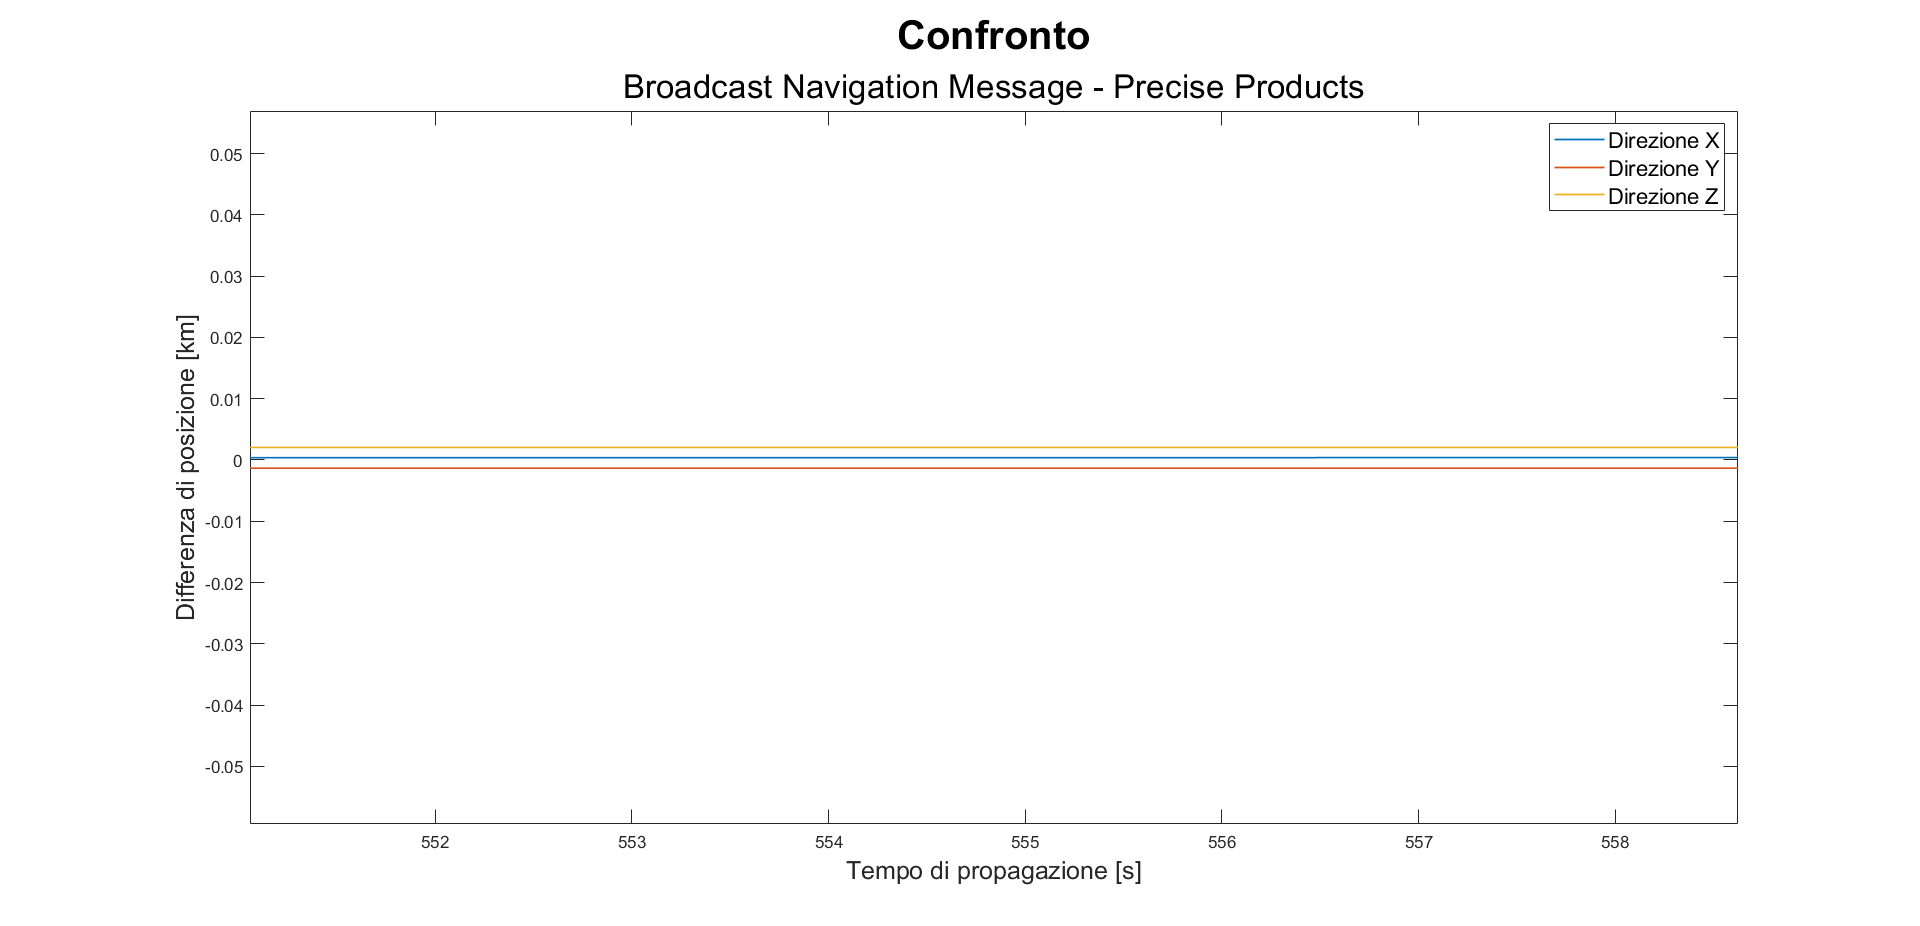 Confronto
Broadcast Navigation Message - Precise Products
Direzione X
Direzione Y
Direzione Z
Differenza di posizione [km]
0.05
0.04
0.03
0.02
0.01
0
-0.01
-0.02
-0.03
-0.04
-0.05
552 553 554 555 556 557 558
Tempo di propagazione [s]